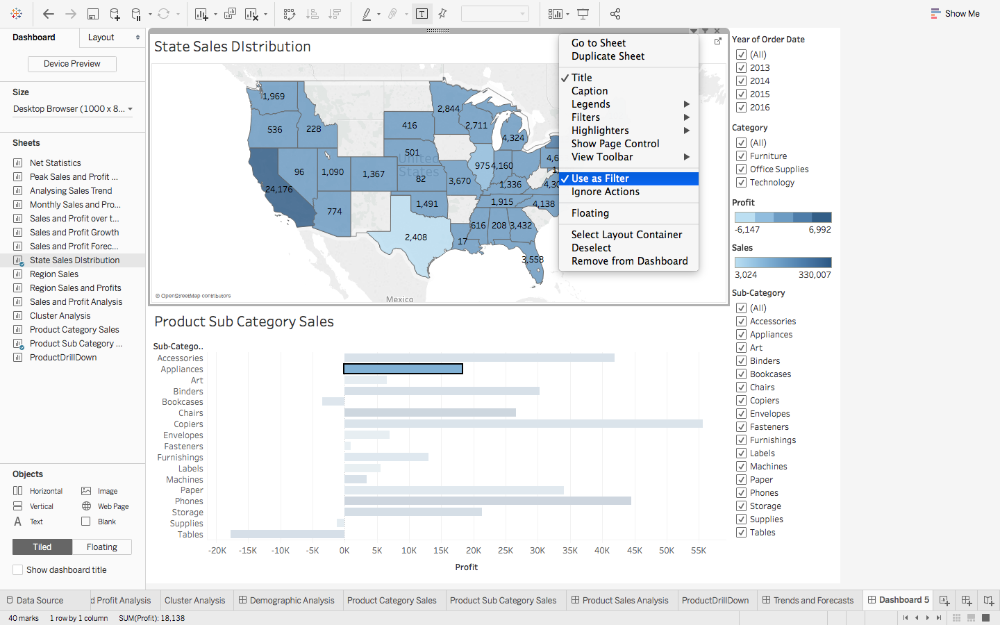 Show Me
Dashboard
Layout
Device Preview
Size
Desktop Browser (1000 x 8...
Sheets
Net Statistics
Peak Sales and Profit ...
Analysing Sales Trend
Monthly Sales and Pro...
Sales and Profit over t...
Sales and Profit Growth
Sales and Profit Forec...
State Sales DIstribution
Region Sales
Region Sales and Profits
Sales and Profit Analysis
Cluster Analysis
Product Category Sales
Product Sub Category ...
ProductDrillDown
Objects
Horizontal Image
Vertical Web Page
A Text Blank
Tiled Floating
Show dashboard title
State Sales DIstribution
1,969
2,844
536
228
416
2,711
4,324
501
United
States
24,176
96
1,090
1,367
82
3,670
975
4,160
4,6
1,
1,336
4,30
774
1,491
1,915
4,138
2,408
17
616
208
3,432
3,558
© OpenStreetMap contributors
Mexico
Go to Sheet
Duplicate Sheet
Title
Caption
Legends
Filters
Highlighters
Show Page Control
View Toolbar
Use as Filter
Ignore Actions
Floating
Select Layout Container
Deselect
Remove from Dashboard
Product Sub Category Sales
Sub-Catego..
Accessories
Appliances
Art
Binders
Bookcases
Chairs
Copiers
Envelopes
Fasteners
Furnishings
Labels
Machines
Paper
Phones
Storage
Supplies
Tables
-20K -15K -10K -5K 0K 5K 10K 15K 20K 25K 30K 35K 40K 45K 50K 55K
Profit
Year of Order Date
(All)
2013
2014
2015
2016
Category
(All)
Furniture
Office Supplies
Technology
Profit
-6,147 6,992
Sales
3,024 330,007
Sub-Category
(All)
Accessories
Appliances
Art
Binders
Bookcases
Chairs
Copiers
Envelopes
Fasteners
Furnishings
Labels
Machines
Paper
Phones
Storage
Supplies
Tables
Data Source d Profit Analysis Cluster Analysis Demographic Analysis Product Category Sales Product Sub Category Sales Product Sales Analysis ProductDrillDown Trends and Forecasts Dashboard 5
40 marks 1 row by 1 column SUM(Profit): 18,138